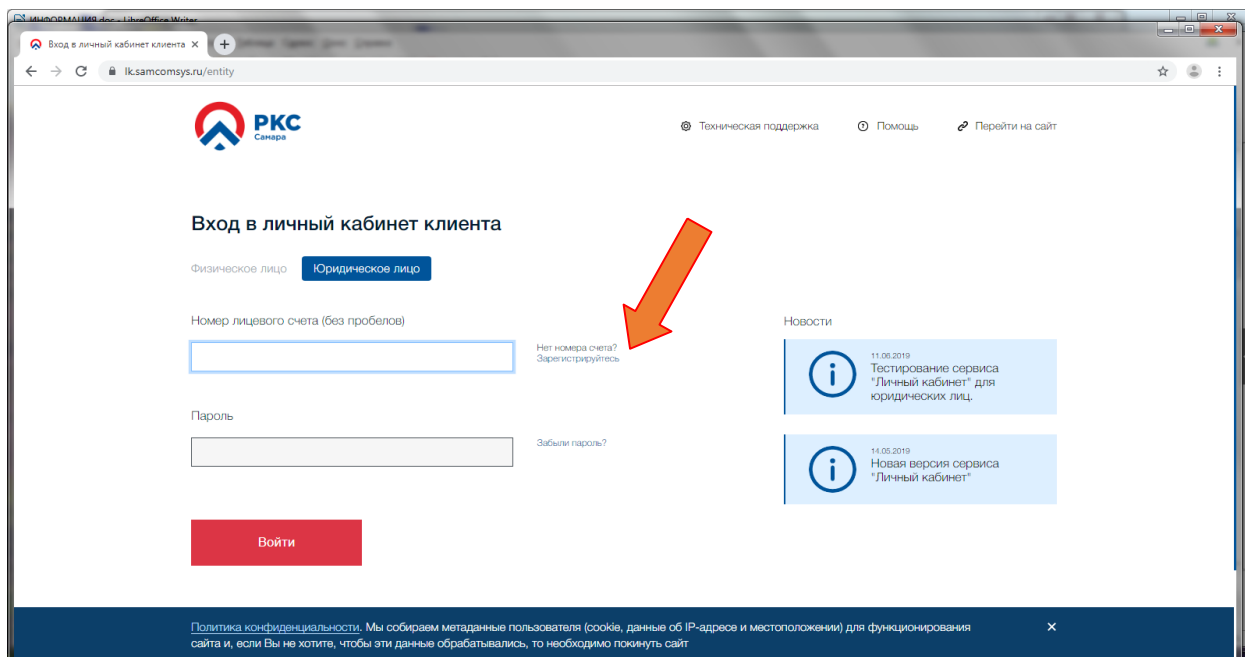 ИНФОРМАЦИЯ.doc - LibreOffice Writer
Вход в личный кабинет клиента
lk.samcomsys.ru/entity
РКС
Самара
Техническая поддержка
Помощь
Перейти на сайт
Вход в личный кабинет клиента
Физическое лицо
Юридическое лицо
Номер лицевого счета (без пробелов)
Нет номера счета?
Зарегистрируйтесь
Пароль
Забыли пароль?
Войти
Новости
11.06.2019
Тестирование сервиса
"Личный кабинет" для
юридических лиц.
14.05.2019
Новая версия сервиса
"Личный кабинет"
Политика конфиденциальности. Мы собираем метаданные пользователя (cookie, данные об IP-адресе и местоположении) для функционирования
сайта и, если Вы не хотите, чтобы эти данные обрабатывались, то необходимо покинуть сайт